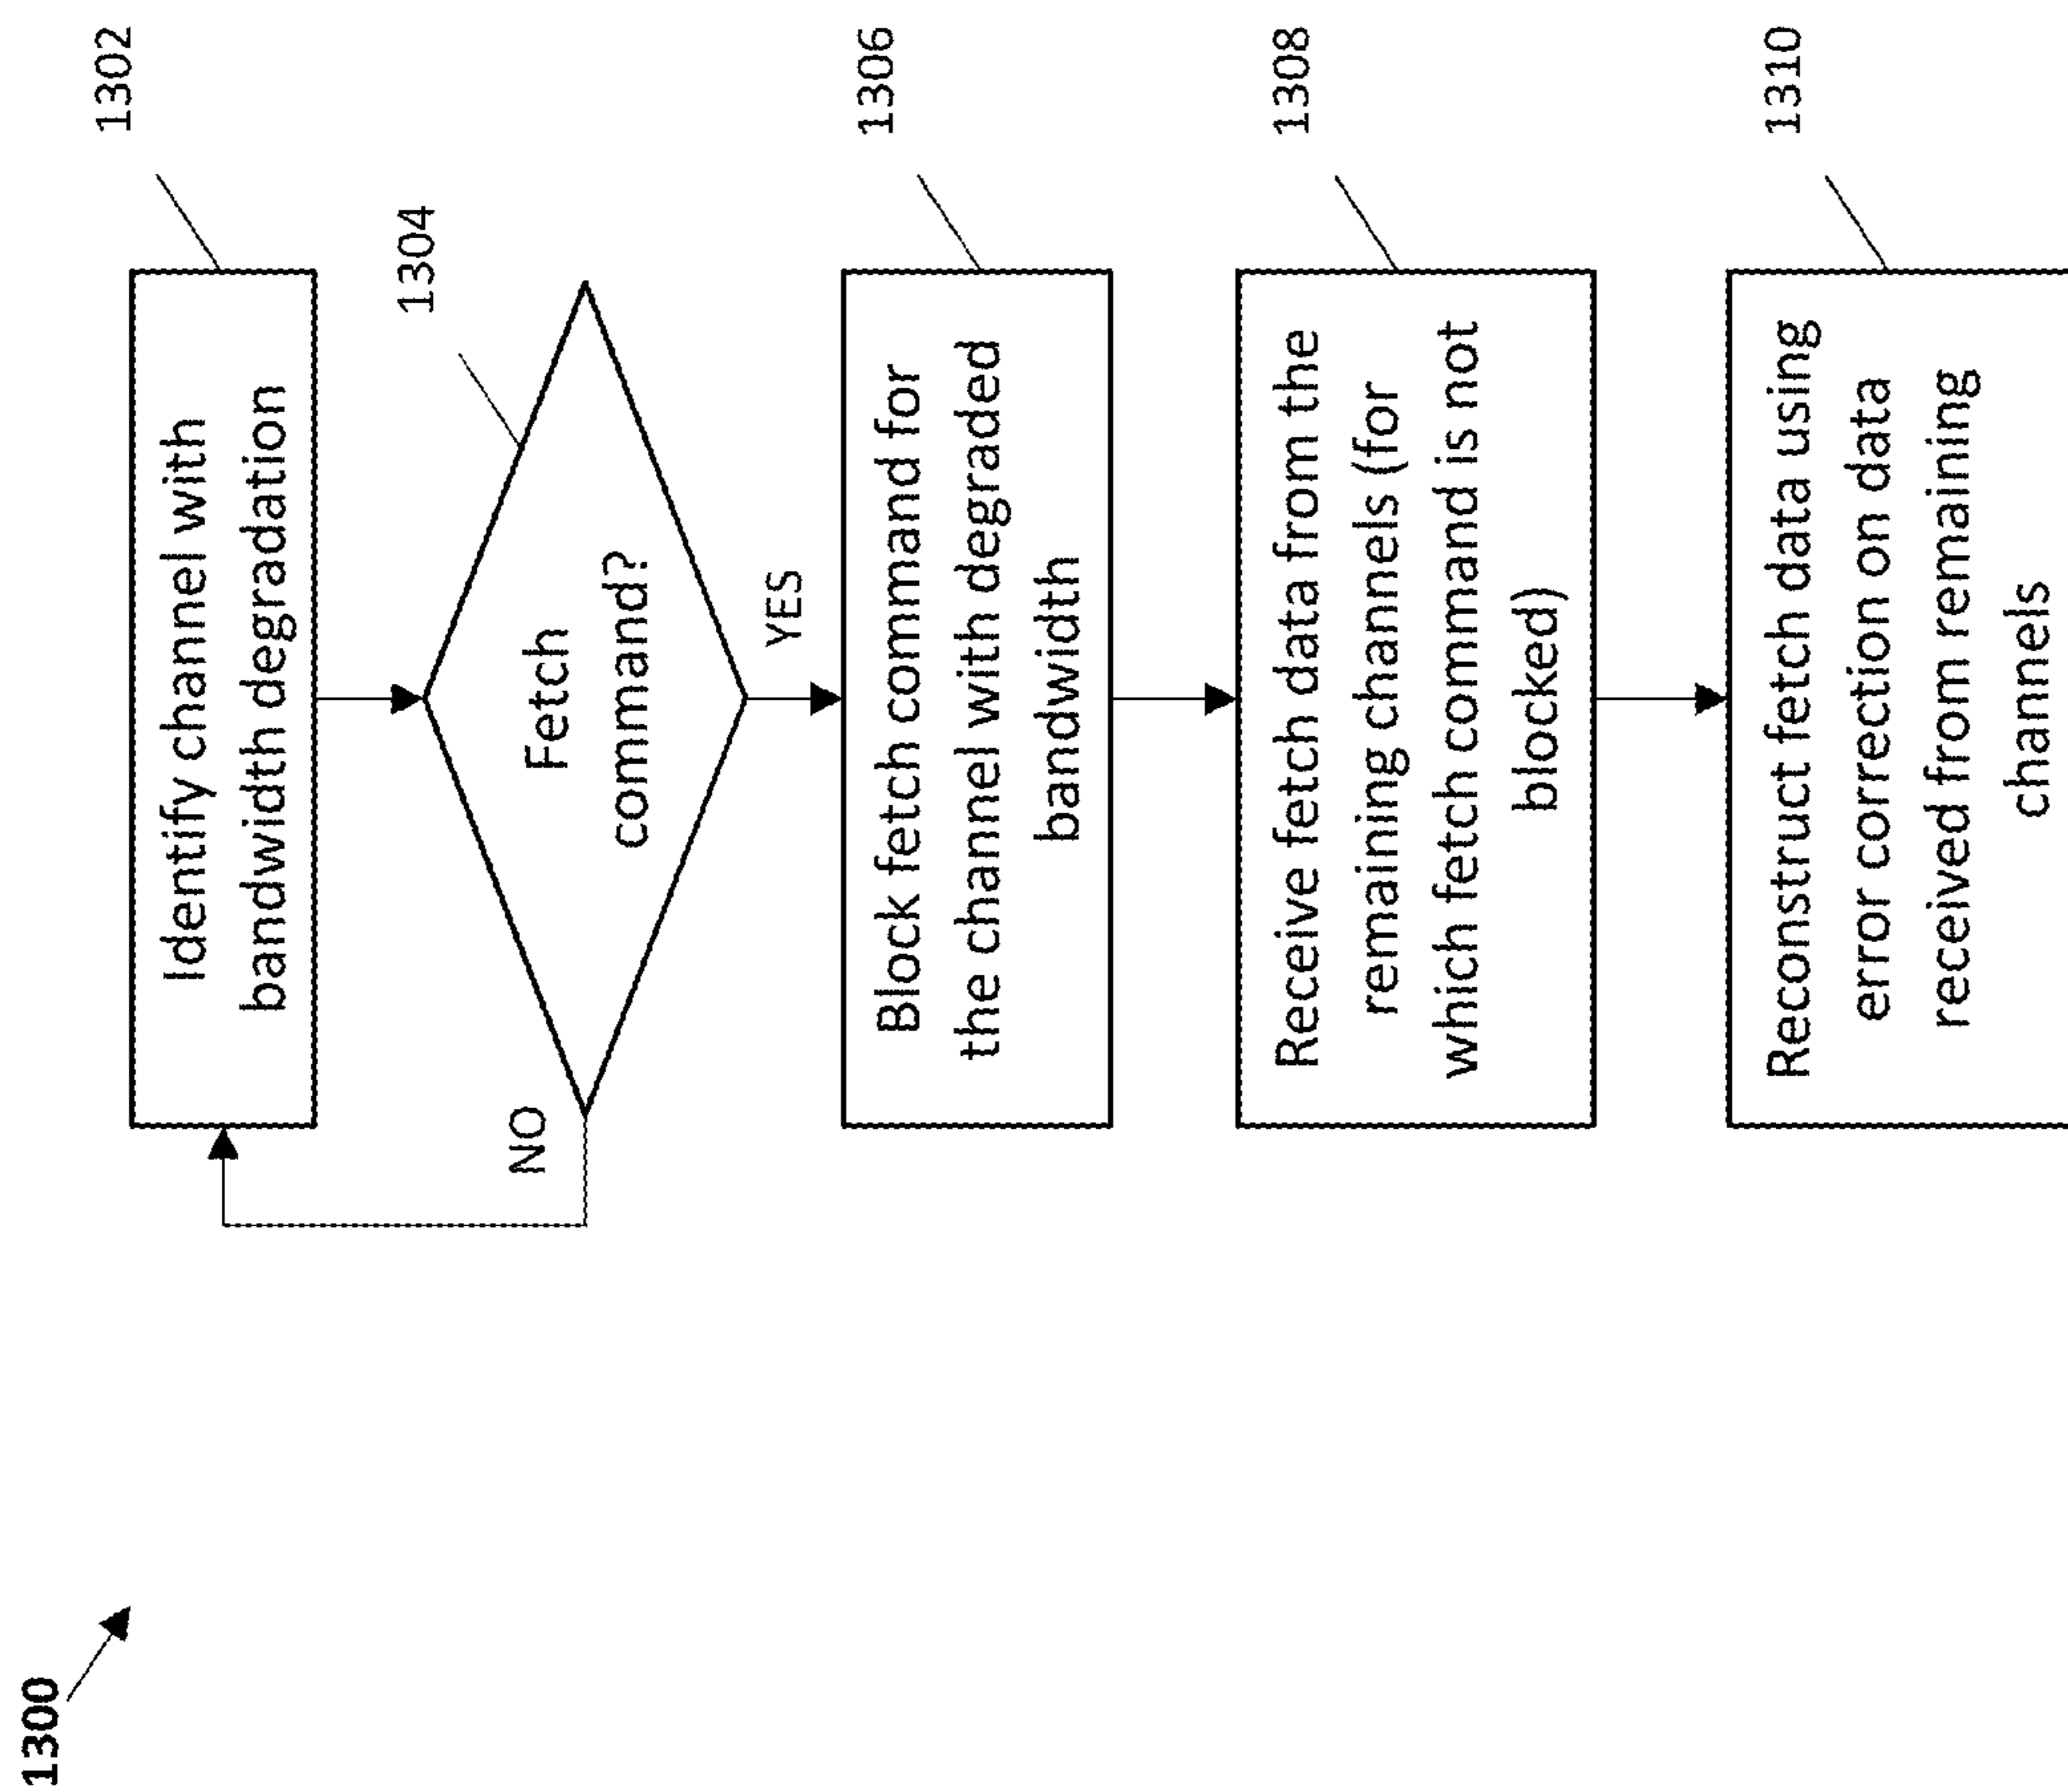 1300
1302
Identify channel with
bandwidth degradation
1304
Fetch
command?
NO
YES
1306
Block fetch command for
the channel with degraded
bandwidth
1308
Receive fetch data from the
remaining channels (for
which fetch command is not
blocked)
1310
Reconstruct fetch data using
error correction on data
received from remaining
channels